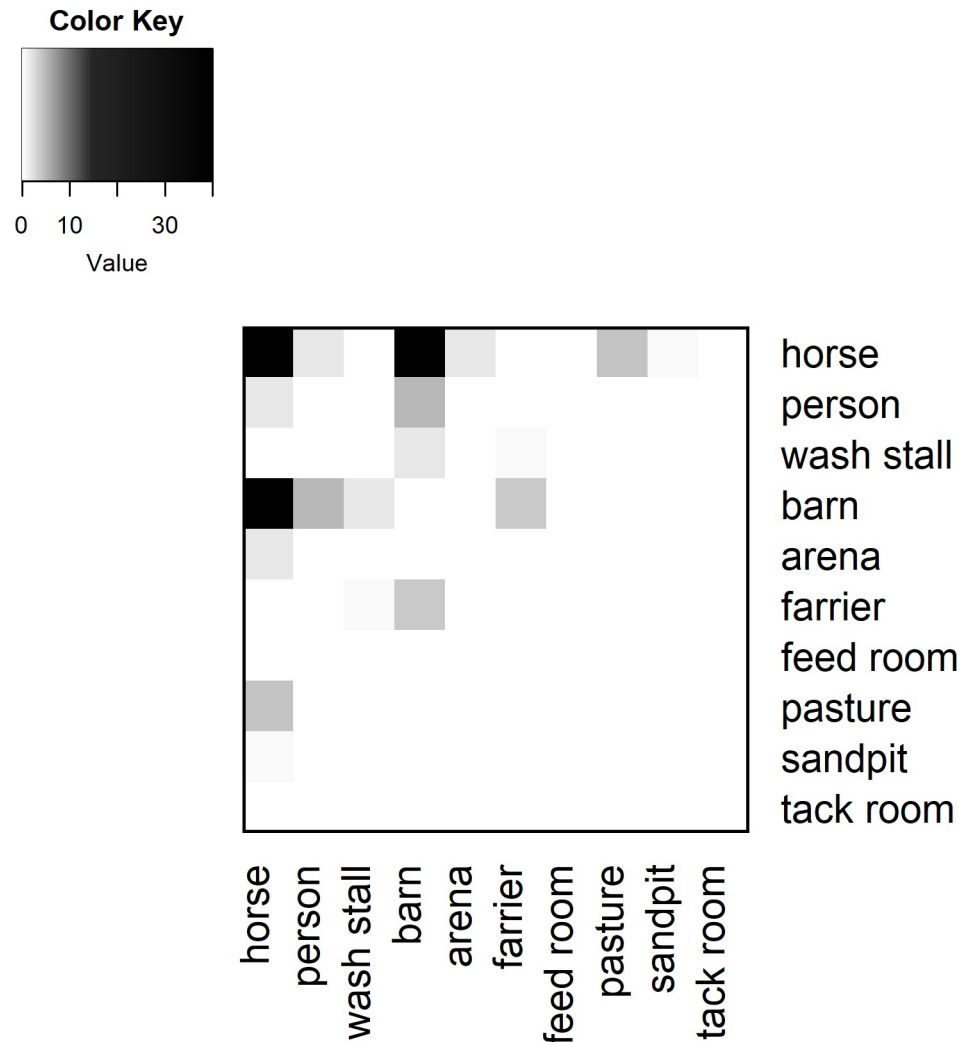 Color Key
0 10 30
Value
horse
person
wash stall
barn
arena
farrier
feed room
pasture
sandpit
tack room
horse
person
wash stall
barn
arena
farrier
feed room
pasture
sandpit
tack room